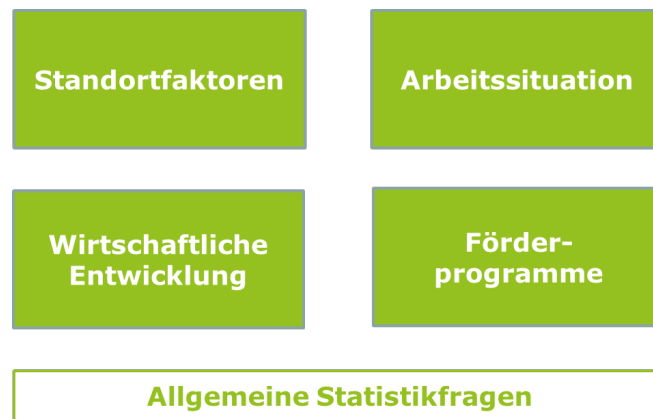 Standortfaktoren
Arbeitssituation
Wirtschaftliche
Entwicklung
Förder-
programme
Allgemeine Statistikfragen